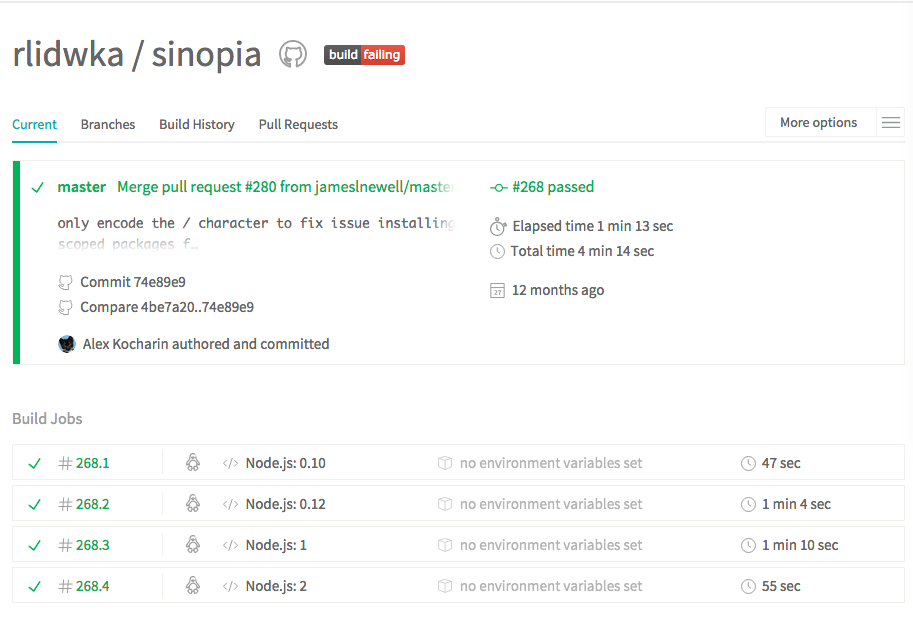 rlidwka / sinopia build failing
Current Branches Build History Pull Requests More options
master Merge pull request #280 from jameslnewell/master
only encode the / character to fix issue installing
scoped packages f…
Commit 74e89e9
Compare 4be7a20..74e89e9
Alex Kocharin authored and committed
#268 passed
Elapsed time 1 min 13 sec
Total time 4 min 14 sec
27 12 months ago
Build Jobs
# 268.1 </> Node.js: 0.10 no environment variables set 47 sec
# 268.2 </> Node.js: 0.12 no environment variables set 1 min 4 sec
# 268.3 </> Node.js: 1 no environment variables set 1 min 10 sec
# 268.4 </> Node.js: 2 no environment variables set 55 sec